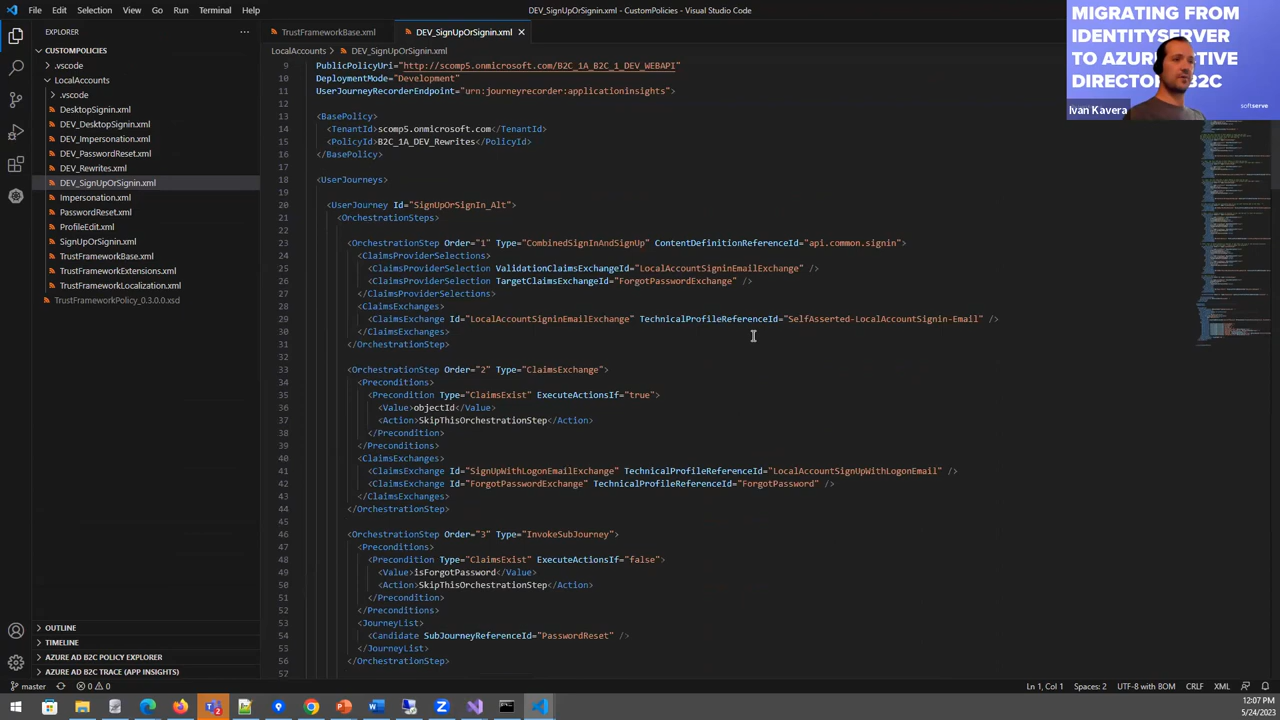 File Edit Selection View Go Run Terminal Help
DEV_SignUpOrSignin.xml - CustomPolicies - Visual Studio Code
MIGRATING FROM
IDENTITYSERVER
TO AZURE ACTIVE
DIRECTORY B2C
softserve
Ivan Kavera
EXPLORER
CUSTOMPOLICIES
.vscode
LocalAccounts
.vscode
DesktopSignin.xml
DEV_DesktopSignin.xml
DEV_Impersonation.xml
DEV_PasswordReset.xml
DEV_Rewrites.xml
DEV_SignUpOrSignin.xml
Impersonation.xml
PasswordReset.xml
ProfileEdit.xml
SignUpOrSignin.xml
TrustFrameworkBase.xml
TrustFrameworkExtensions.xml
TrustFrameworkLocalization.xml
TrustFrameworkPolicy_0.3.0.0.xsd
OUTLINE
TIMELINE
AZURE AD B2C POLICY EXPLORER
AZURE AD B2C TRACE (APP INSIGHTS)
TrustFrameworkBase.xml
DEV_SignUpOrSignin.xml
LocalAccounts > DEV_SignUpOrSignin.xml
9 PublicPolicyUri="http://scomp5.onmicrosoft.com/B2C_1A_B2C_1_DEV_WEBAPI"
10 DeploymentMode="Development"
11 UserJourneyRecorderEndpoint="urn:journeyrecorder:applicationinsights">
12
13 <BasePolicy>
14 <TenantId>scomp5.onmicrosoft.com</TenantId>
15 <PolicyId>B2C_1A_DEV_Rewrites</PolicyId>
16 </BasePolicy>
17
18 <UserJourneys>
19
20 <UserJourney Id="SignUpOrSignIn_Alt">
21 <OrchestrationSteps>
22
23 <OrchestrationStep Order="1" Type="CombinedSignInAndSignUp" ContentDefinitionReferenceId="api.common.signin">
24 <ClaimsProviderSelections>
25 <ClaimsProviderSelection ValidationClaimsExchangeId="LocalAccountSigninEmailExchange" />
26 <ClaimsProviderSelection TargetClaimsExchangeId="ForgotPasswordExchange" />
27 </ClaimsProviderSelections>
28 <ClaimsExchanges>
29 <ClaimsExchange Id="LocalAccountSigninEmailExchange" TechnicalProfileReferenceId="SelfAsserted-LocalAccountSignin-Email" />
30 </ClaimsExchanges>
31 </OrchestrationStep>
32
33 <OrchestrationStep Order="2" Type="ClaimsExchange">
34 <Preconditions>
35 <Precondition Type="ClaimsExist" ExecuteActionsIf="true">
36 <Value>objectId</Value>
37 <Action>SkipThisOrchestrationStep</Action>
38 </Precondition>
39 </Preconditions>
40 <ClaimsExchanges>
41 <ClaimsExchange Id="SignUpWithLogonEmailExchange" TechnicalProfileReferenceId="LocalAccountSignUpWithLogonEmail" />
42 <ClaimsExchange Id="ForgotPasswordExchange" TechnicalProfileReferenceId="ForgotPassword" />
43 </ClaimsExchanges>
44 </OrchestrationStep>
45
46 <OrchestrationStep Order="3" Type="InvokeSubJourney">
47 <Preconditions>
48 <Precondition Type="ClaimsExist" ExecuteActionsIf="false">
49 <Value>isForgotPassword</Value>
50 <Action>SkipThisOrchestrationStep</Action>
51 </Precondition>
52 </Preconditions>
53 <JourneyList>
54 <Candidate SubJourneyReferenceId="PasswordReset" />
55 </JourneyList>
56 </OrchestrationStep>
57
master 0 0
Ln 1, Col 1 Spaces: 2 UTF-8 with BOM CRLF XML
12:07 PM
5/24/2023